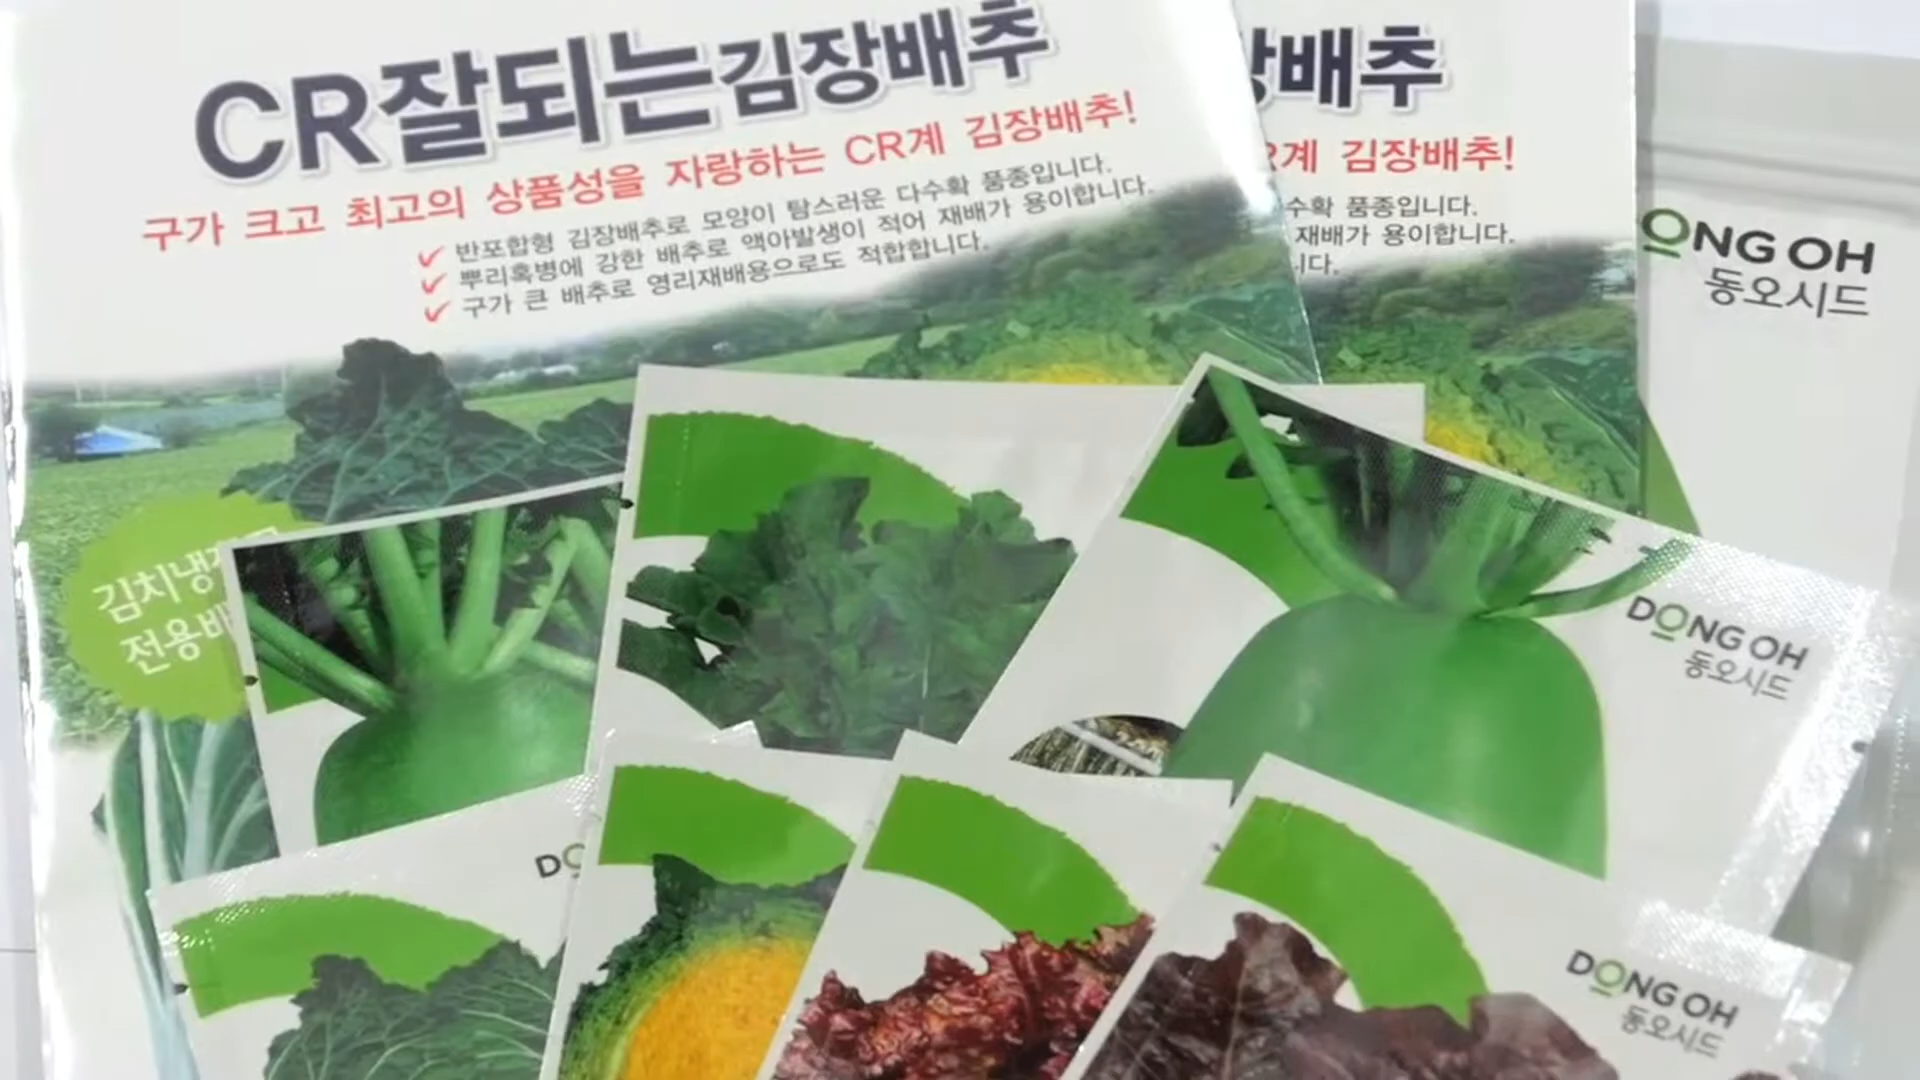 CR잘되는김장배추
구가 크고 최고의 상품성을 자랑하는 CR계 김장배추!
반포합형 김장배추로 모양이 탐스러운 다수확 품종입니다.
뿌리혹병에 강한 배추로 액아발생이 적어 재배가 용이합니다.
구가 큰 배추로 영리재배용으로도 적합합니다.
장배추
R계 김장배추!
수확 품종입니다.
재배가 용이합니다.
니다.
DONG OH
동오시드
김치냉
전용배
DONG OH
동오시드
DO
DONG OH
동오시드